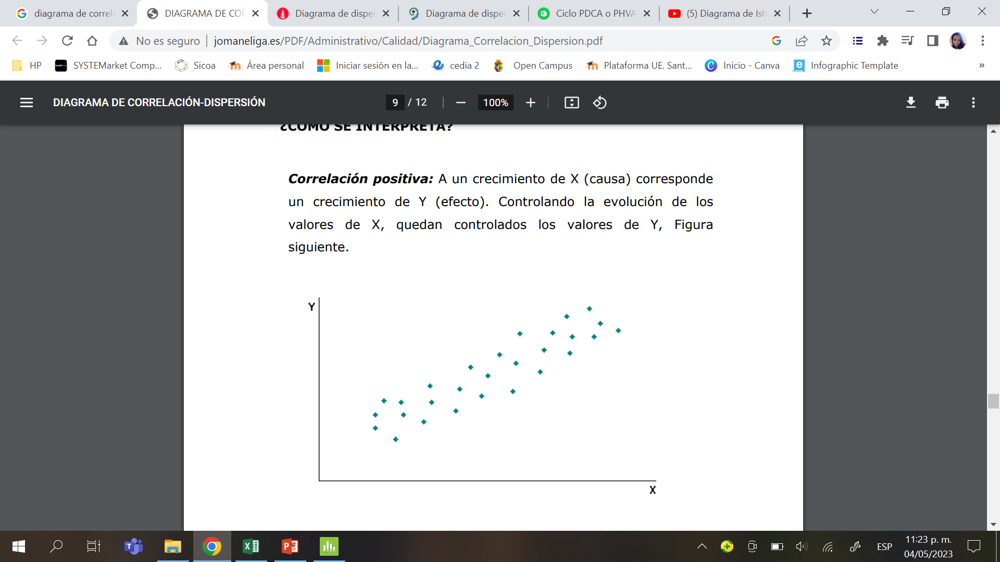 diagrama de correla
DIAGRAMA DE COR
Diagrama de disper
Diagrama de disper
Ciclo PDCA o PHVA
(5) Diagrama de Ish
No es seguro
jomaneliga.es/PDF/Administrativo/Calidad/Diagrama_Correlacion_Dispersion.pdf
HP
SYSTEMarket Comp...
Sicoa
Área personal
Iniciar sesión en la...
cedia 2
Open Campus
Plataforma UE. Sant...
Inicio - Canva
Infographic Template
»
DIAGRAMA DE CORRELACIÓN-DISPERSIÓN
9 / 12
100%
¿CÓMO SE INTERPRETA?
Correlación positiva: A un crecimiento de X (causa) corresponde
un crecimiento de Y (efecto). Controlando la evolución de los
valores de X, quedan controlados los valores de Y, Figura
siguiente.
Y
X
ESP
11:23 p. m.
04/05/2023